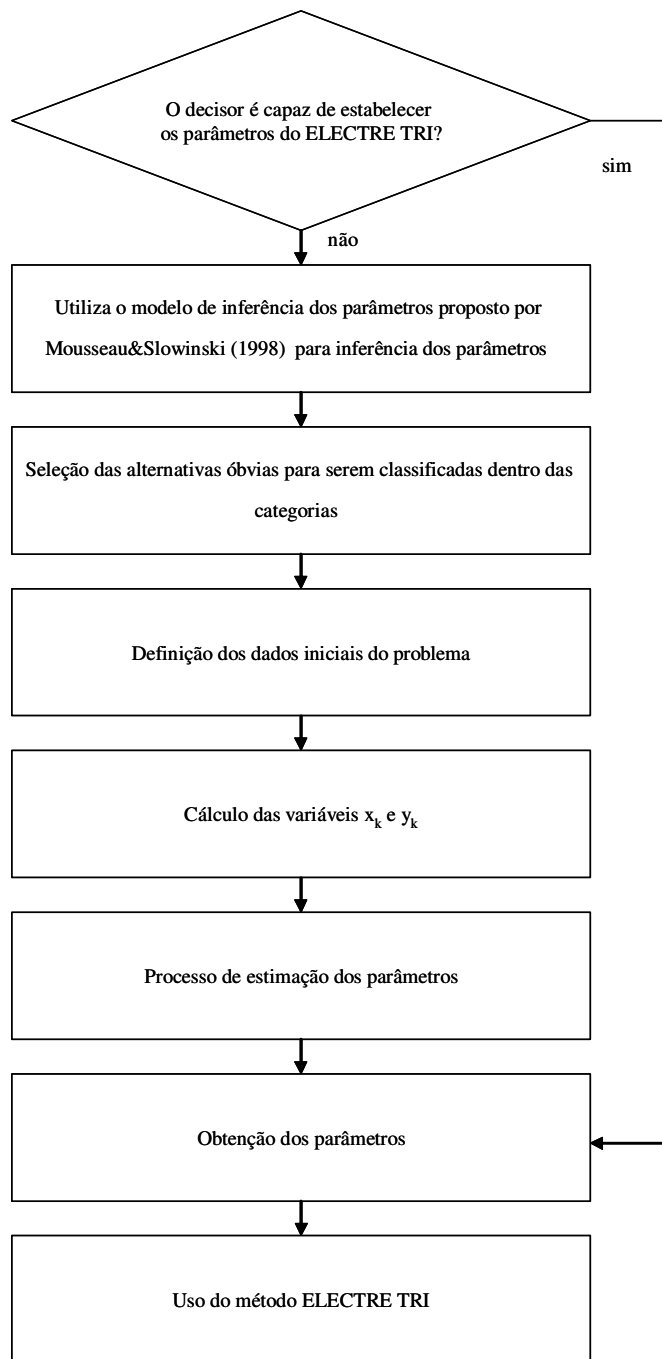 O decisor é capaz de estabelecer
os parâmetros do ELECTRE TRI?
sim
não
Utiliza o modelo de inferência dos parâmetros proposto por
Mousseau&Slowinski (1998) para inferência dos parâmetros
Seleção das alternativas óbvias para serem classificadas dentro das
categorias
Definição dos dados iniciais do problema
Cálculo das variáveis x_k e y_k
Processo de estimação dos parâmetros
Obtenção dos parâmetros
Uso do método ELECTRE TRI